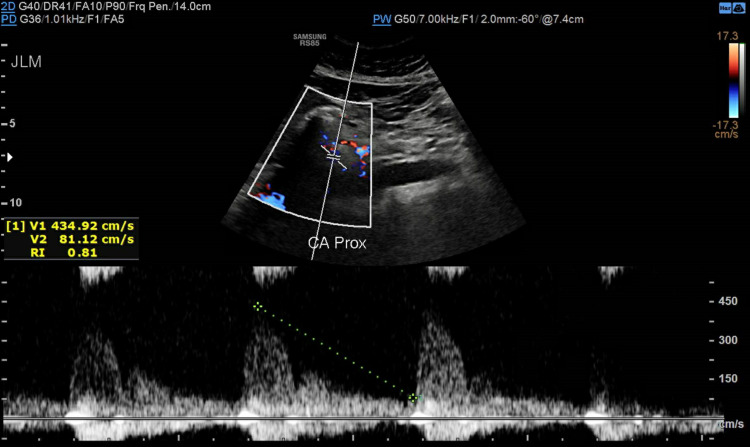 2D G40/DR41/FA10/P90/Frq Pen./14.0cm
PD G36/1.01kHz/F1/FA5
PW G50/7.00kHz/F1/ 2.0mm:-60° @7.4cm
SAMSUNG
RS85
JLM
17.3
-17.3
cm/s
5
10
[1] V1 434.92 cm/s
V2 81.12 cm/s
RI 0.81
CA Prox
450
300
150
cm/s